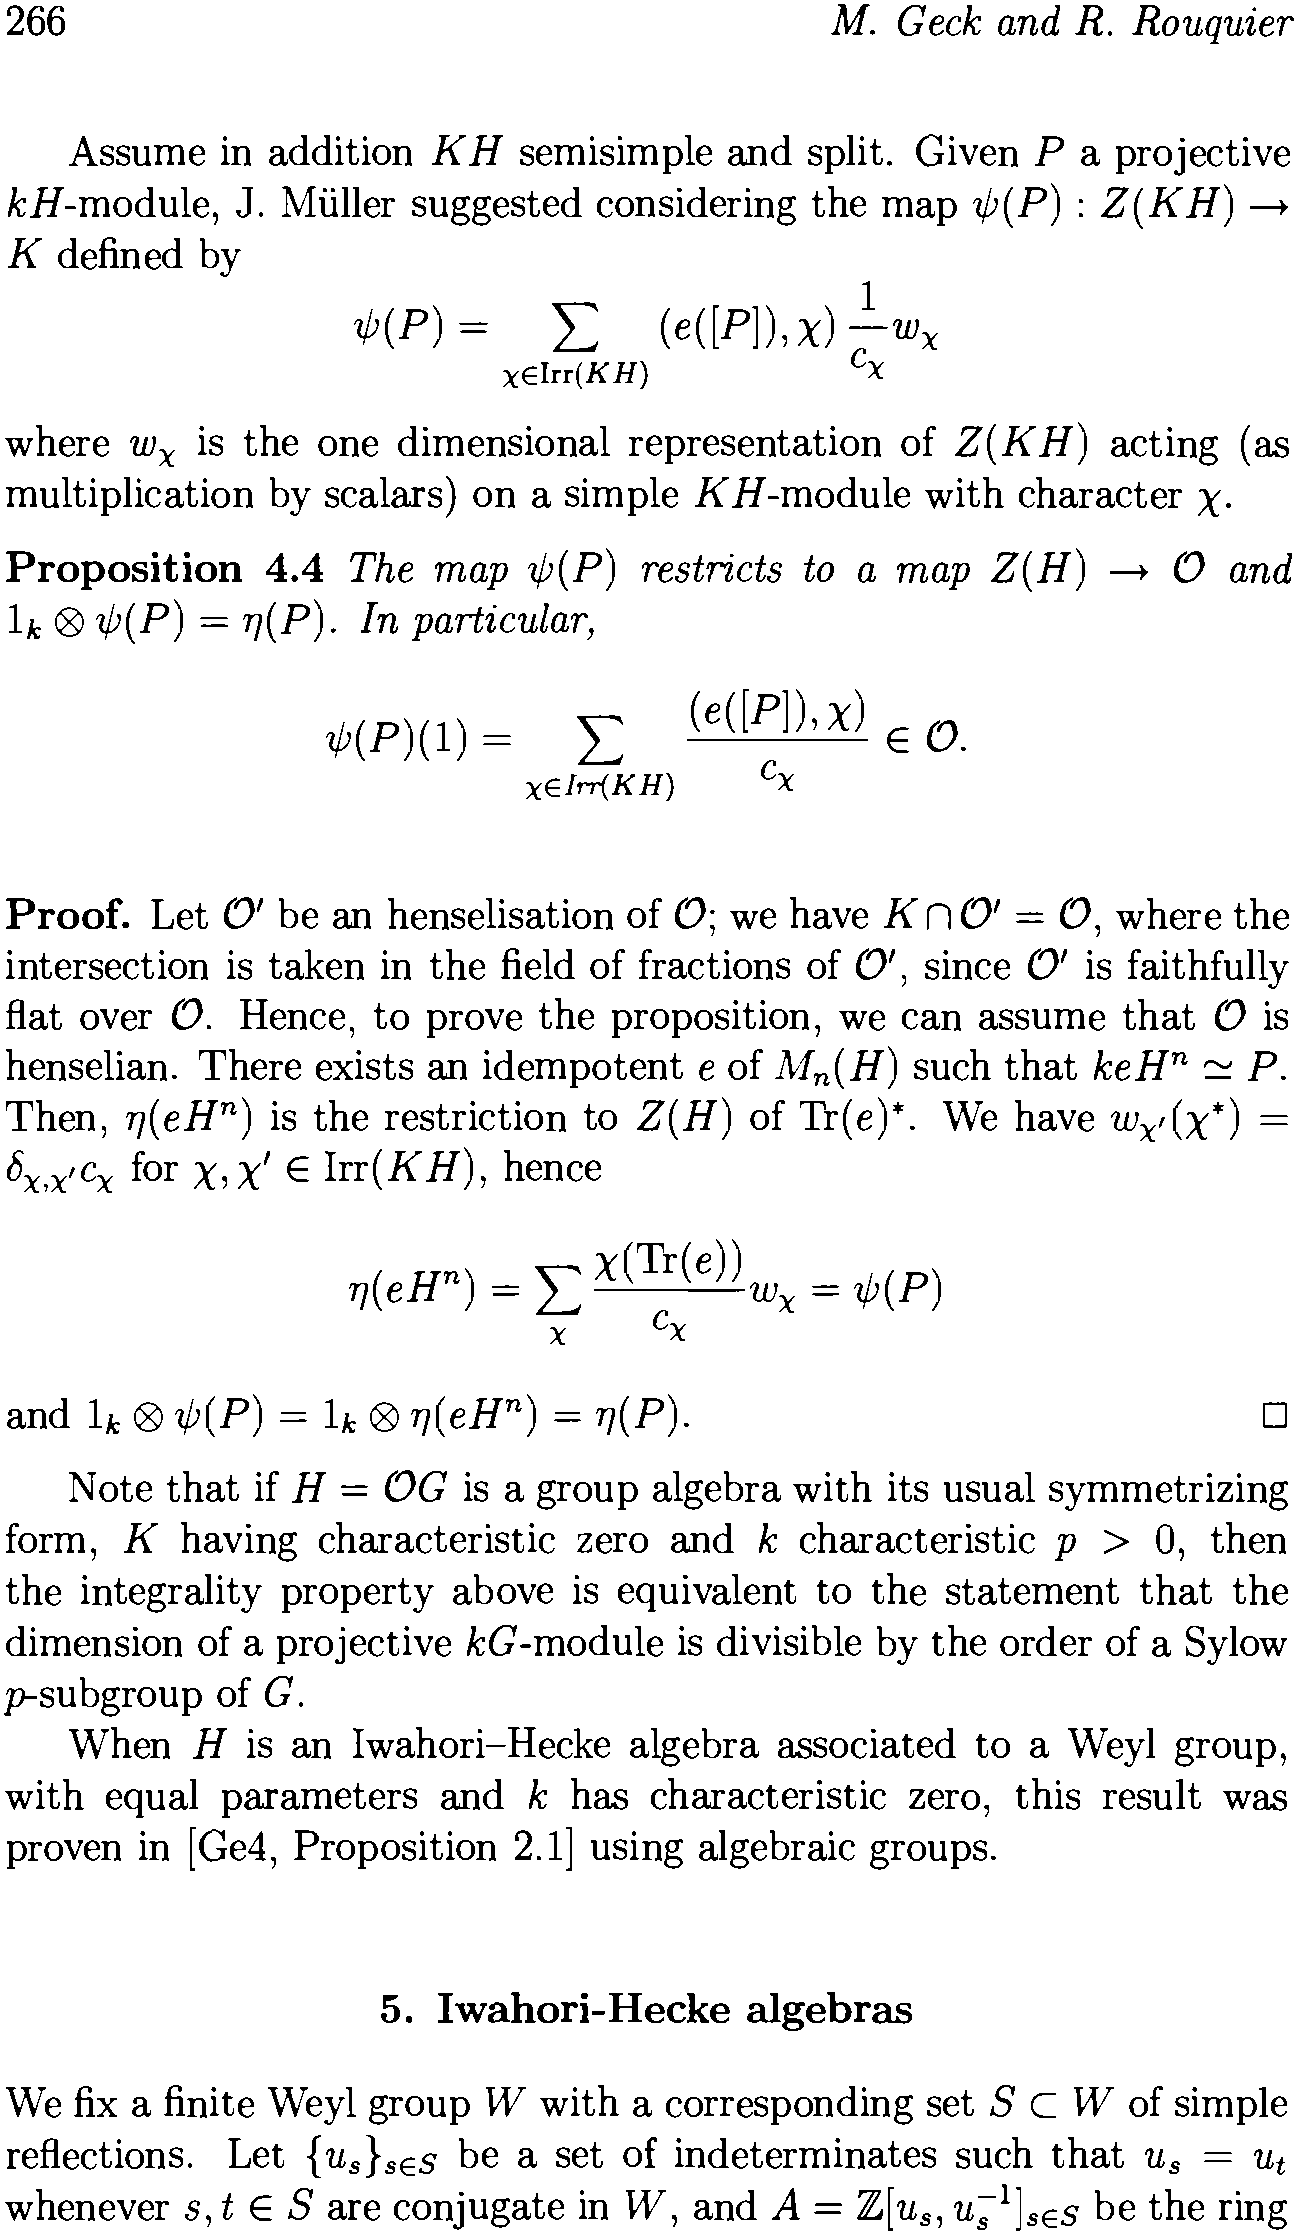 266 M. Geck and R. Rouquier
Assume in addition KH semisimple and split. Given P a projective
kH-module, J. Müller suggested considering the map ψ(P) : Z(KH) →
K defined by
ψ(P) = ∑_{χ∈Irr(KH)} (e([P]), χ) \frac{1}{c_χ} w_χ
where w_χ is the one dimensional representation of Z(KH) acting (as
multiplication by scalars) on a simple KH-module with character χ.
Proposition 4.4 The map ψ(P) restricts to a map Z(H) → 𝒪 and
1_k ⊗ ψ(P) = η(P). In particular,
ψ(P)(1) = ∑_{χ∈Irr(KH)} \frac{(e([P]), χ)}{c_χ} ∈ 𝒪.
Proof. Let 𝒪′ be an henselisation of 𝒪; we have K ∩ 𝒪′ = 𝒪, where the
intersection is taken in the field of fractions of 𝒪′, since 𝒪′ is faithfully
flat over 𝒪. Hence, to prove the proposition, we can assume that 𝒪 is
henselian. There exists an idempotent e of M_n(H) such that keH^n ≃ P.
Then, η(eH^n) is the restriction to Z(H) of Tr(e)*. We have w_{χ′}(χ*) =
δ_{χ,χ′}c_χ for χ, χ′ ∈ Irr(KH), hence
η(eH^n) = ∑_χ \frac{χ(Tr(e))}{c_χ} w_χ = ψ(P)
and 1_k ⊗ ψ(P) = 1_k ⊗ η(eH^n) = η(P). □
Note that if H = 𝒪G is a group algebra with its usual symmetrizing
form, K having characteristic zero and k characteristic p > 0, then
the integrality property above is equivalent to the statement that the
dimension of a projective kG-module is divisible by the order of a Sylow
p-subgroup of G.
When H is an Iwahori–Hecke algebra associated to a Weyl group,
with equal parameters and k has characteristic zero, this result was
proven in [Ge4, Proposition 2.1] using algebraic groups.
5. Iwahori-Hecke algebras
We fix a finite Weyl group W with a corresponding set S ⊂ W of simple
reflections. Let {u_s}_{s∈S} be a set of indeterminates such that u_s = u_t
whenever s, t ∈ S are conjugate in W, and A = ℤ[u_s, u_s^{-1}]_{s∈S} be the ring